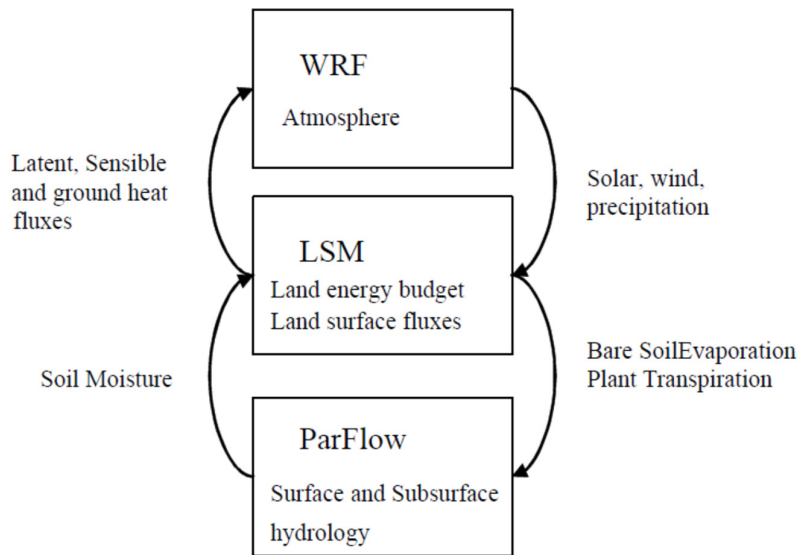 WRF
Atmosphere
Latent, Sensible
and ground heat
fluxes
Solar, wind,
precipitation
LSM
Land energy budget
Land surface fluxes
Soil Moisture
Bare SoilEvaporation
Plant Transpiration
ParFlow
Surface and Subsurface
hydrology